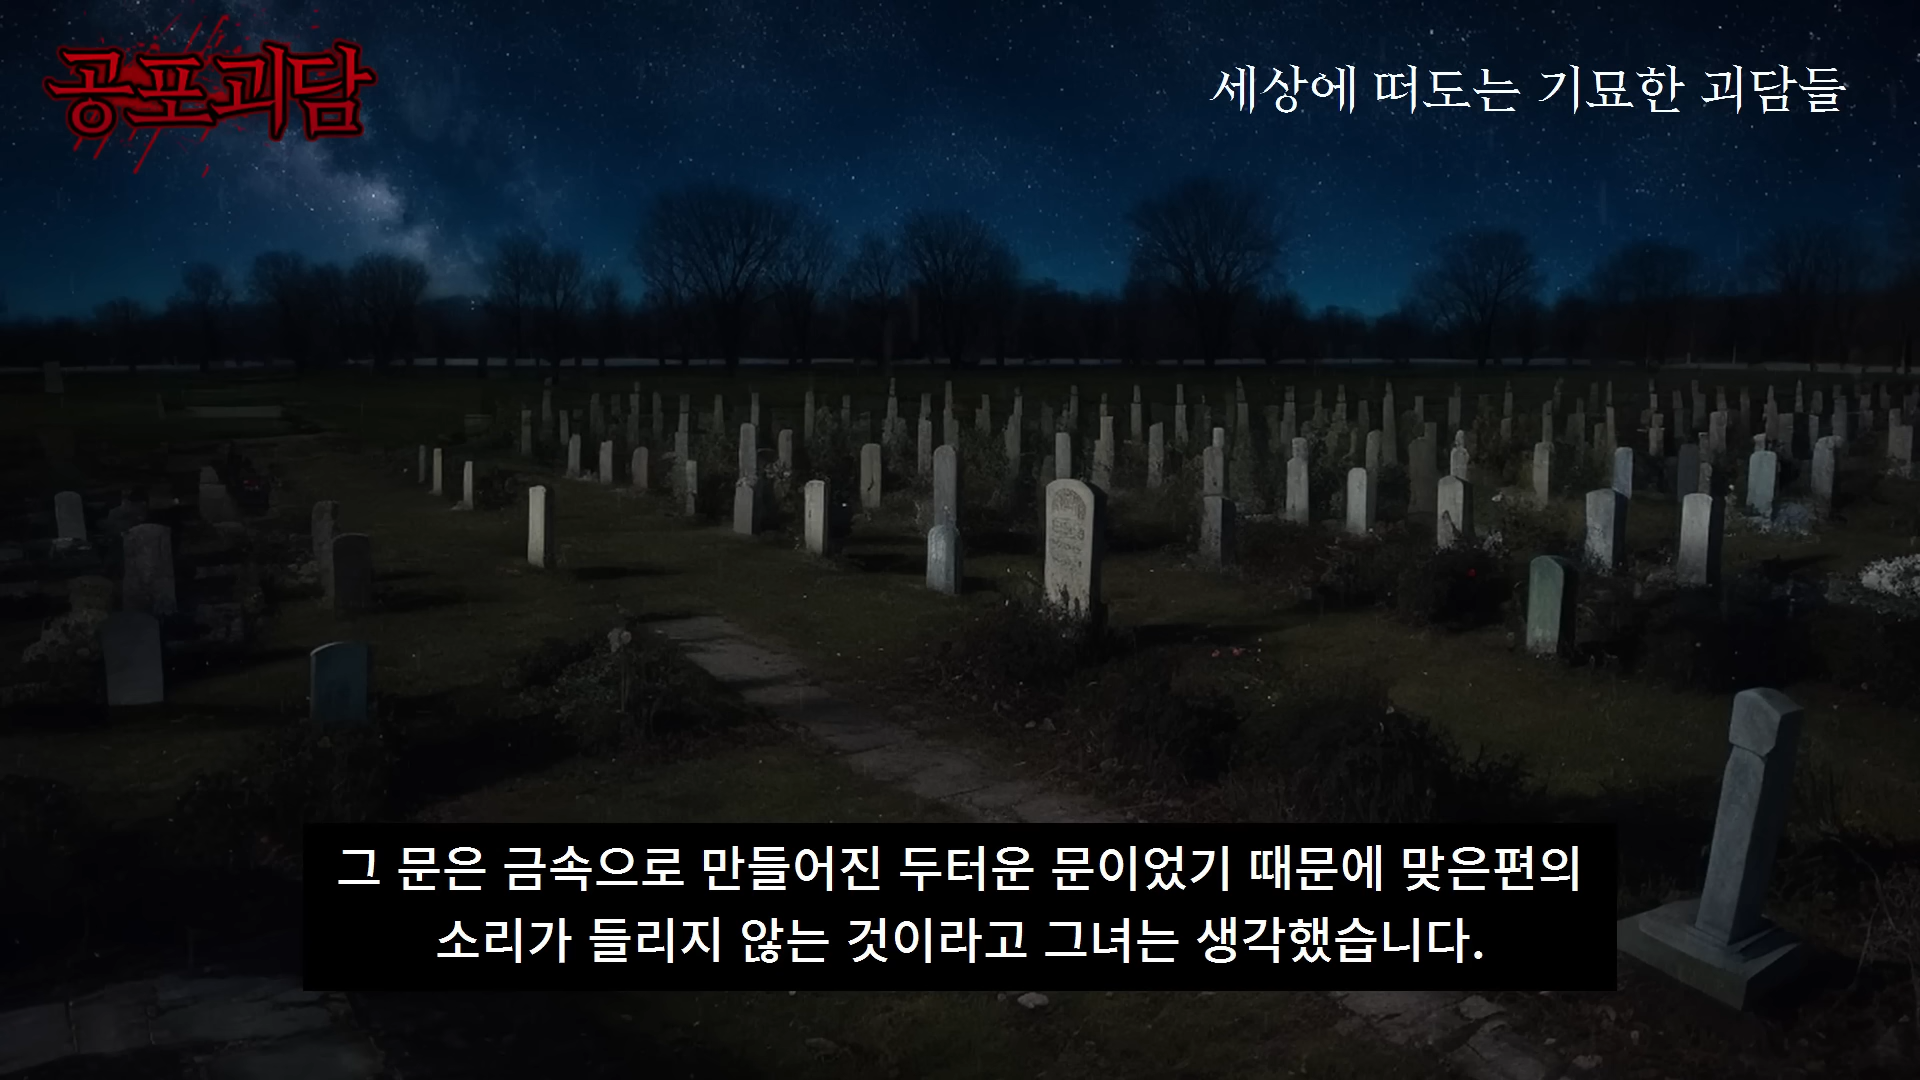 공포괴담
세상에 떠도는 기묘한 괴담들
그 문은 금속으로 만들어진 두터운 문이었기 때문에 맞은편의
소리가 들리지 않는 것이라고 그녀는 생각했습니다.